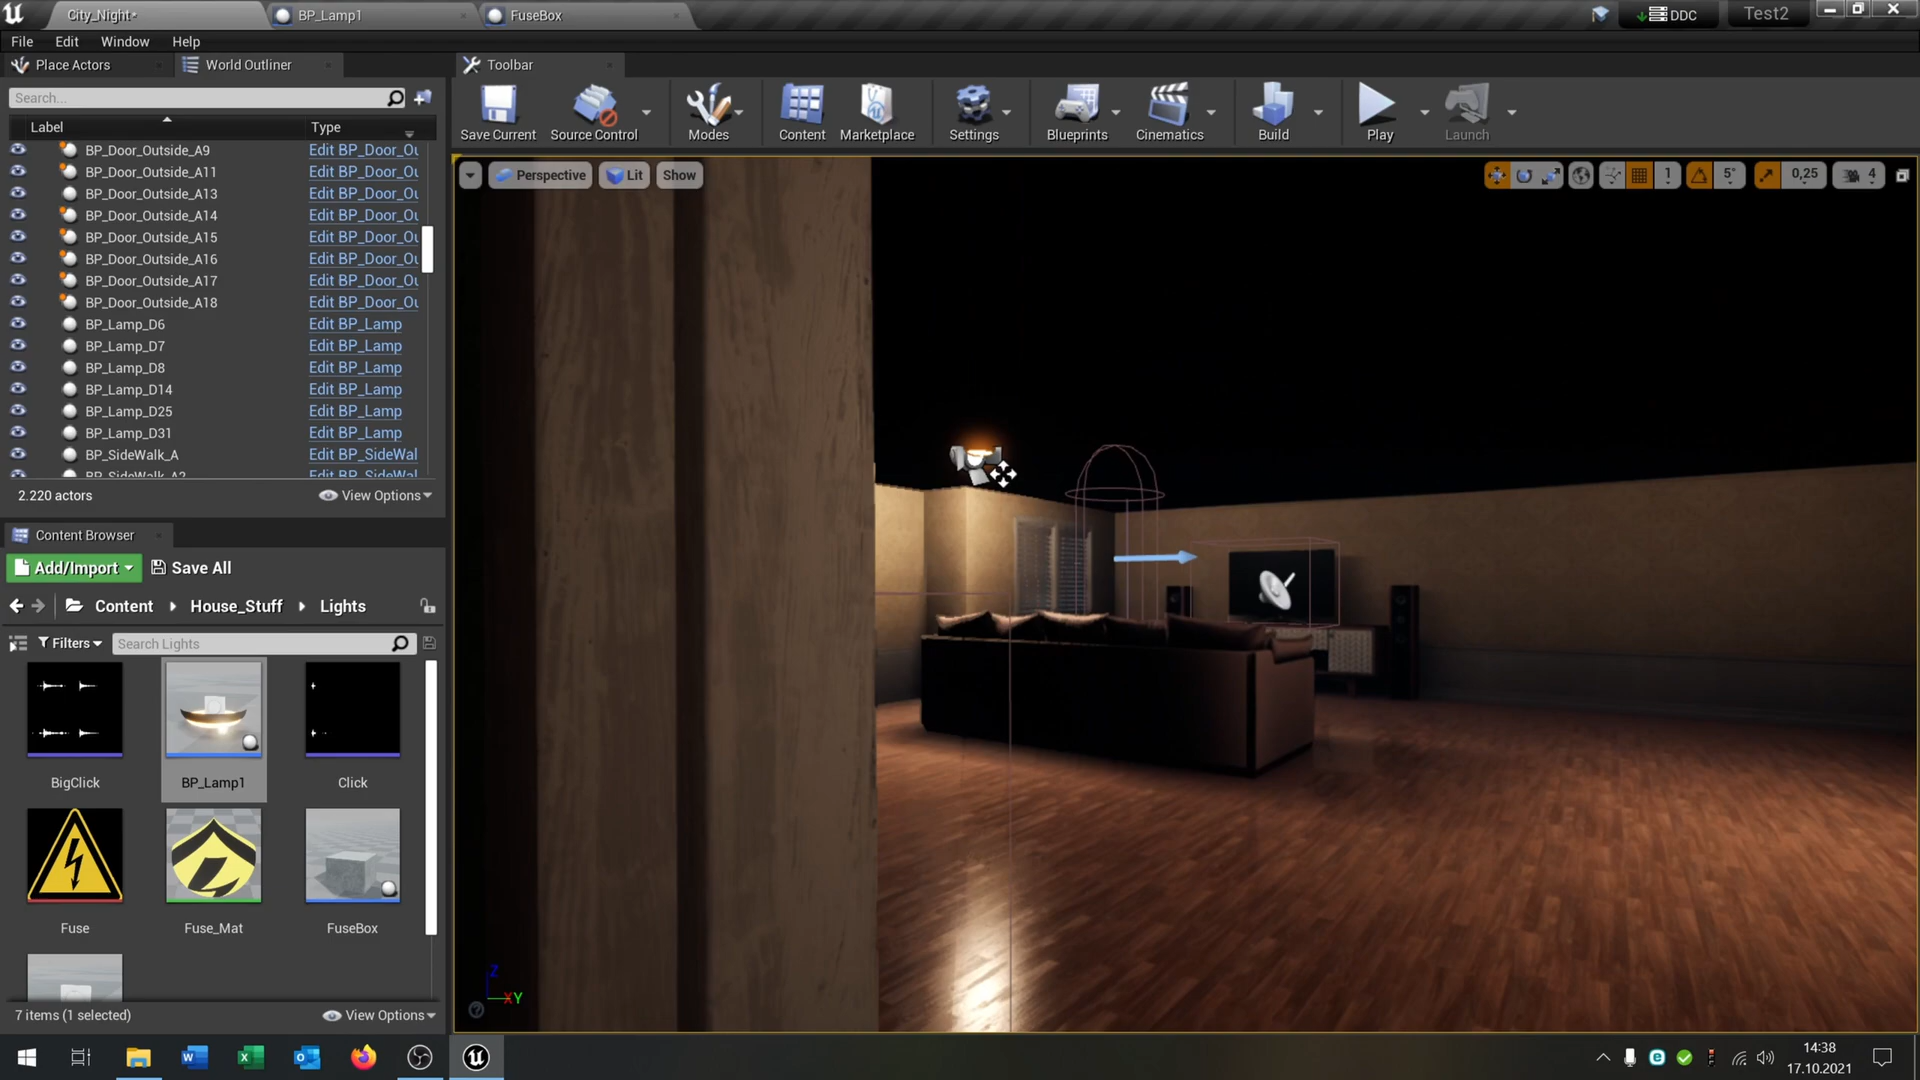 City_Night*
BP_Lamp1
FuseBox
DDC
Test2
File
Edit
Window
Help
Place Actors
World Outliner
Toolbar
Search...
Label
Type
Save Current
Source Control
Modes
Content
Marketplace
Settings
Blueprints
Cinematics
Build
Play
Launch
BP_Door_Outside_A9
Edit BP_Door_Ou
BP_Door_Outside_A11
Edit BP_Door_Ou
BP_Door_Outside_A13
Edit BP_Door_Ou
BP_Door_Outside_A14
Edit BP_Door_Ou
BP_Door_Outside_A15
Edit BP_Door_Ou
BP_Door_Outside_A16
Edit BP_Door_Ou
BP_Door_Outside_A17
Edit BP_Door_Ou
BP_Door_Outside_A18
Edit BP_Door_Ou
BP_Lamp_D6
Edit BP_Lamp
BP_Lamp_D7
Edit BP_Lamp
BP_Lamp_D8
Edit BP_Lamp
BP_Lamp_D14
Edit BP_Lamp
BP_Lamp_D25
Edit BP_Lamp
BP_Lamp_D31
Edit BP_Lamp
BP_SideWalk_A
Edit BP_SideWal
BP_SideWalk_A2
Edit BP_SideWal
2.220 actors
View Options
Perspective
Lit
Show
1
5°
0,25
4
Content Browser
Add/Import
Save All
Content
House_Stuff
Lights
Filters
Search Lights
BigClick
BP_Lamp1
Click
Fuse
Fuse_Mat
FuseBox
7 items (1 selected)
View Options
Z
X
Y
14:38
17.10.2021